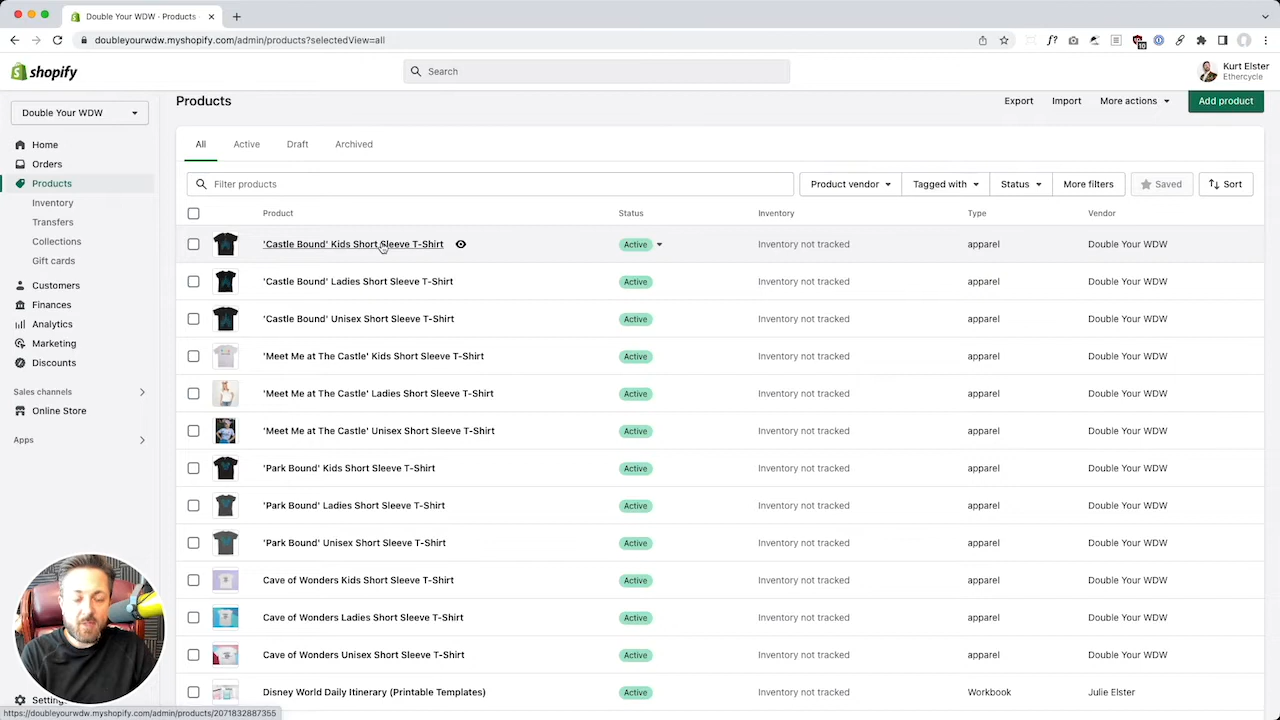 Double Your WDW · Products ·
doubleyourwdw.myshopify.com/admin/products?selectedView=all
shopify
Search
Kurt Elster
Ethercycle
Double Your WDW
Home
Orders
Products
Inventory
Transfers
Collections
Gift cards
Customers
Finances
Analytics
Marketing
Discounts
Sales channels
Online Store
Apps
Settin
Products
Export
Import
More actions
Add product
All
Active
Draft
Archived
Filter products
Product vendor
Tagged with
Status
More filters
Saved
Sort
Product Status Inventory Type Vendor
'Castle Bound' Kids Short Sleeve T-Shirt Active Inventory not tracked apparel Double Your WDW
'Castle Bound' Ladies Short Sleeve T-Shirt Active Inventory not tracked apparel Double Your WDW
'Castle Bound' Unisex Short Sleeve T-Shirt Active Inventory not tracked apparel Double Your WDW
'Meet Me at The Castle' Kids Short Sleeve T-Shirt Active Inventory not tracked apparel Double Your WDW
'Meet Me at The Castle' Ladies Short Sleeve T-Shirt Active Inventory not tracked apparel Double Your WDW
'Meet Me at The Castle' Unisex Short Sleeve T-Shirt Active Inventory not tracked apparel Double Your WDW
'Park Bound' Kids Short Sleeve T-Shirt Active Inventory not tracked apparel Double Your WDW
'Park Bound' Ladies Short Sleeve T-Shirt Active Inventory not tracked apparel Double Your WDW
'Park Bound' Unisex Short Sleeve T-Shirt Active Inventory not tracked apparel Double Your WDW
Cave of Wonders Kids Short Sleeve T-Shirt Active Inventory not tracked apparel Double Your WDW
Cave of Wonders Ladies Short Sleeve T-Shirt Active Inventory not tracked apparel Double Your WDW
Cave of Wonders Unisex Short Sleeve T-Shirt Active Inventory not tracked apparel Double Your WDW
Disney World Daily Itinerary (Printable Templates) Active Inventory not tracked Workbook Julie Elster
https://doubleyourwdw.myshopify.com/admin/products/2071832887355